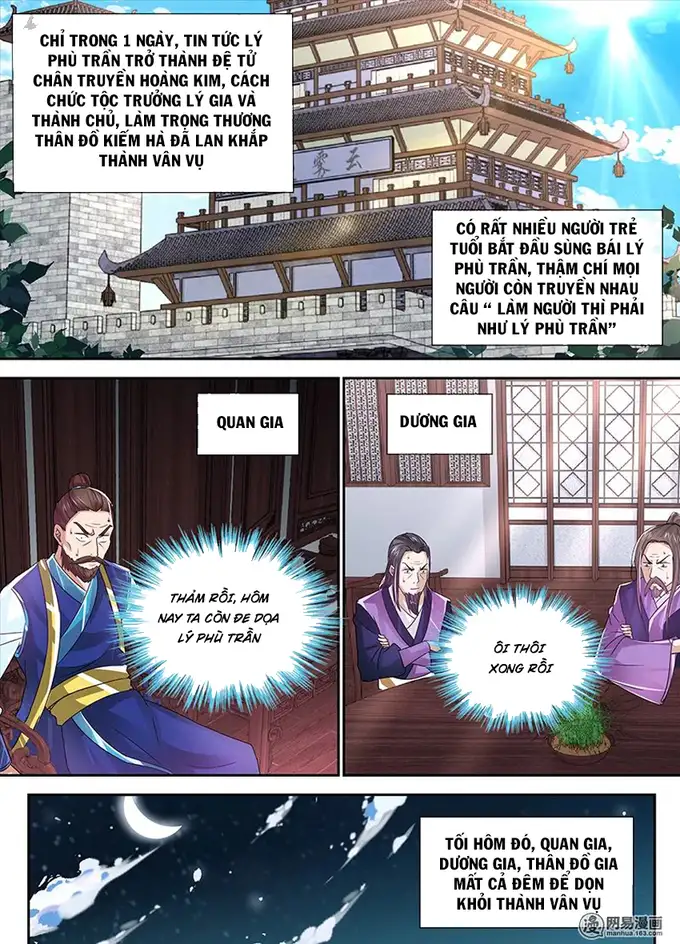 CHỈ TRONG 1 NGÀY, TIN TỨC LÝ
PHÙ TRẦN TRỞ THÀNH ĐỆ TỬ
CHÂN TRUYỀN HOÀNG KIM, CÁCH
CHỨC TỘC TRƯỞNG LÝ GIA VÀ
THÀNH CHỦ, LÀM TRỌNG THƯƠNG
THÂN ĐỒ KIẾM HÀ ĐÃ LAN KHẮP
THÀNH VÂN VỤ
雾云
CÓ RẤT NHIỀU NGƯỜI TRẺ
TUỔI BẮT ĐẦU SÙNG BÁI LÝ
PHÙ TRẦN, THẬM CHÍ MỌI
NGƯỜI CÒN TRUYỀN NHAU
CÂU “ LÀM NGƯỜI THÌ PHẢI
NHƯ LÝ PHÙ TRẦN”
QUAN GIA
THẢM RỒI, HÔM
NAY TA CÒN ĐE DỌA
LÝ PHÙ TRẦN
DƯƠNG GIA
ÔI THÔI
XONG RỒI
TỐI HÔM ĐÓ, QUAN GIA,
DƯƠNG GIA, THÂN ĐỒ GIA
MẤT CẢ ĐÊM ĐỂ DỌN
KHỎI THÀNH VÂN VỤ
网易漫画
manhua.163.com